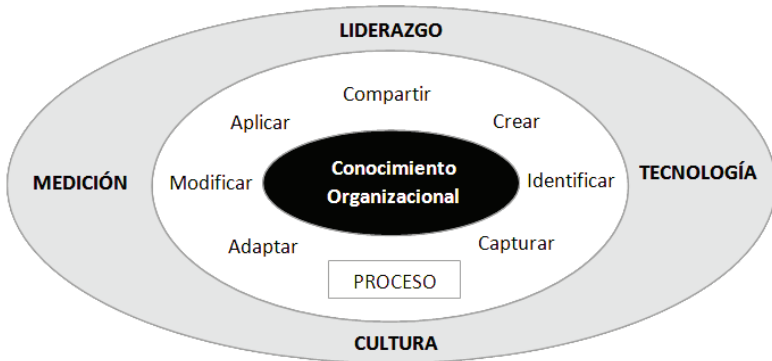 LIDERAZGO
Compartir
Aplicar
Crear
MEDICIÓN
Modificar
Conocimiento
Organizacional
Identificar
TECNOLOGÍA
Adaptar
Capturar
PROCESO
CULTURA